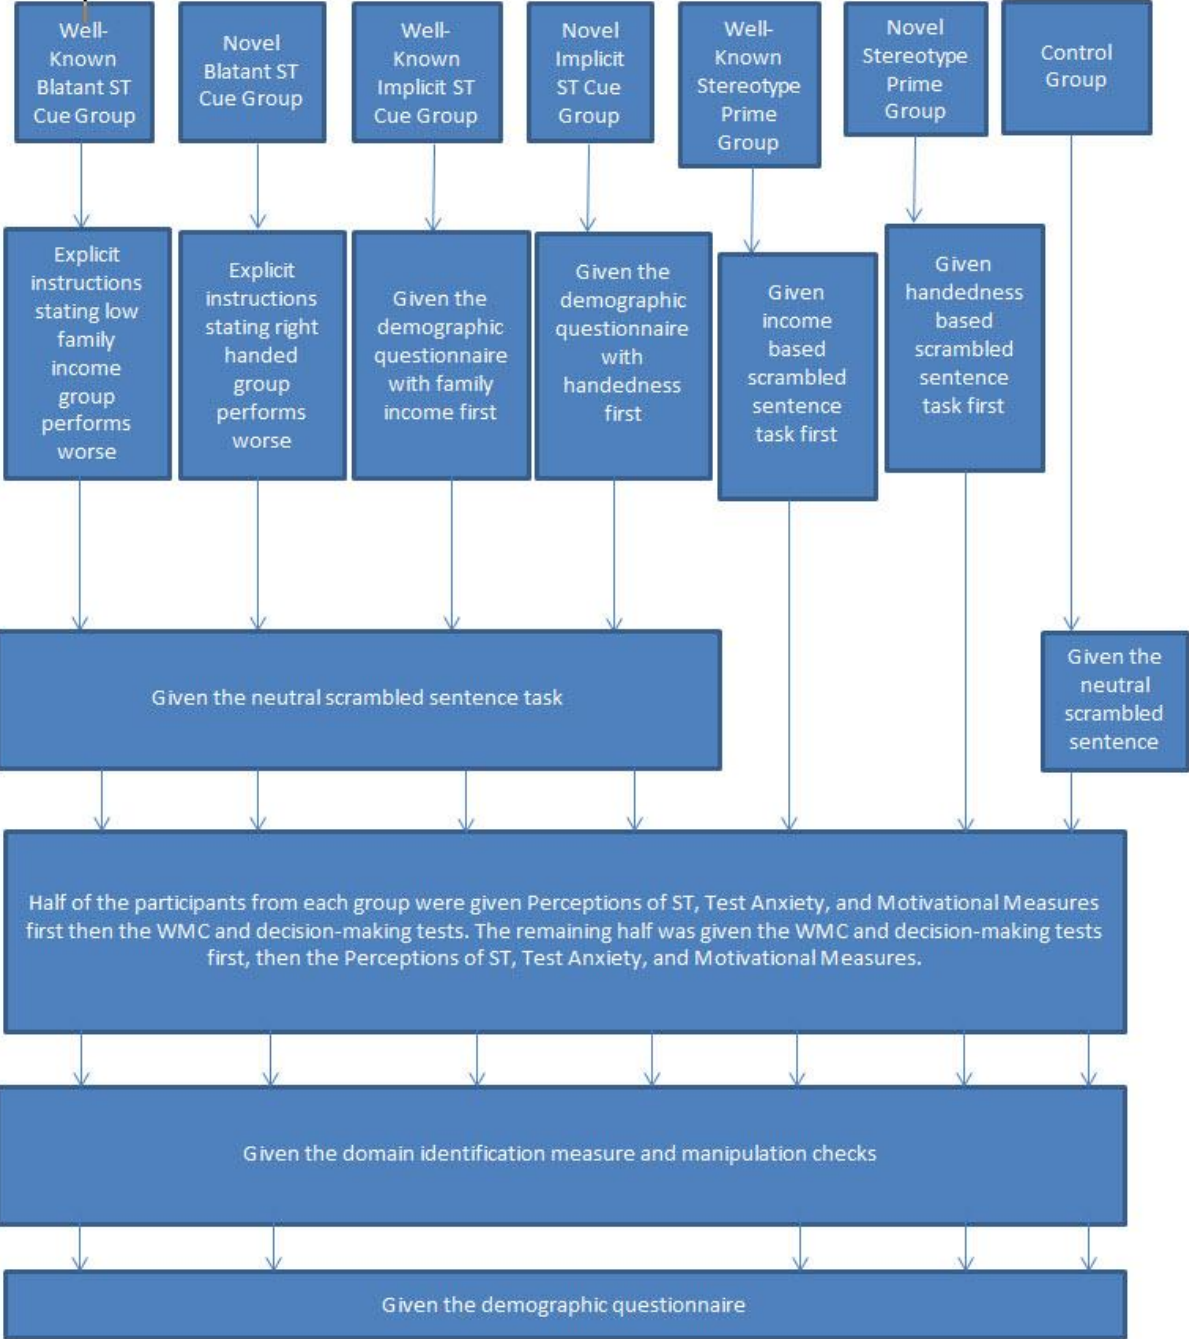 Well-
Known
Blatant ST
Cue Group
Novel
Blatant ST
Cue Group
Well-
Known
Implicit ST
Cue Group
Novel
Implicit
ST Cue
Group
Well-
Known
Stereotype
Prime
Group
Novel
Stereotype
Prime
Group
Control
Group
Explicit
instructions
stating low
family
income
group
performs
worse
Explicit
instructions
stating right
handed
group
performs
worse
Given the
demographic
questionnaire
with family
income first
Given the
demographic
questionnaire
with
handedness
first
Given
income
based
scrambled
sentence
task first
Given
handedness
based
scrambled
sentence
task first
Given the neutral scrambled sentence task
Given the
neutral
scrambled
sentence
Half of the participants from each group were given Perceptions of ST, Test Anxiety, and Motivational Measures
first then the WMC and decision-making tests. The remaining half was given the WMC and decision-making tests
first, then the Perceptions of ST, Test Anxiety, and Motivational Measures.
Given the domain identification measure and manipulation checks
Given the demographic questionnaire